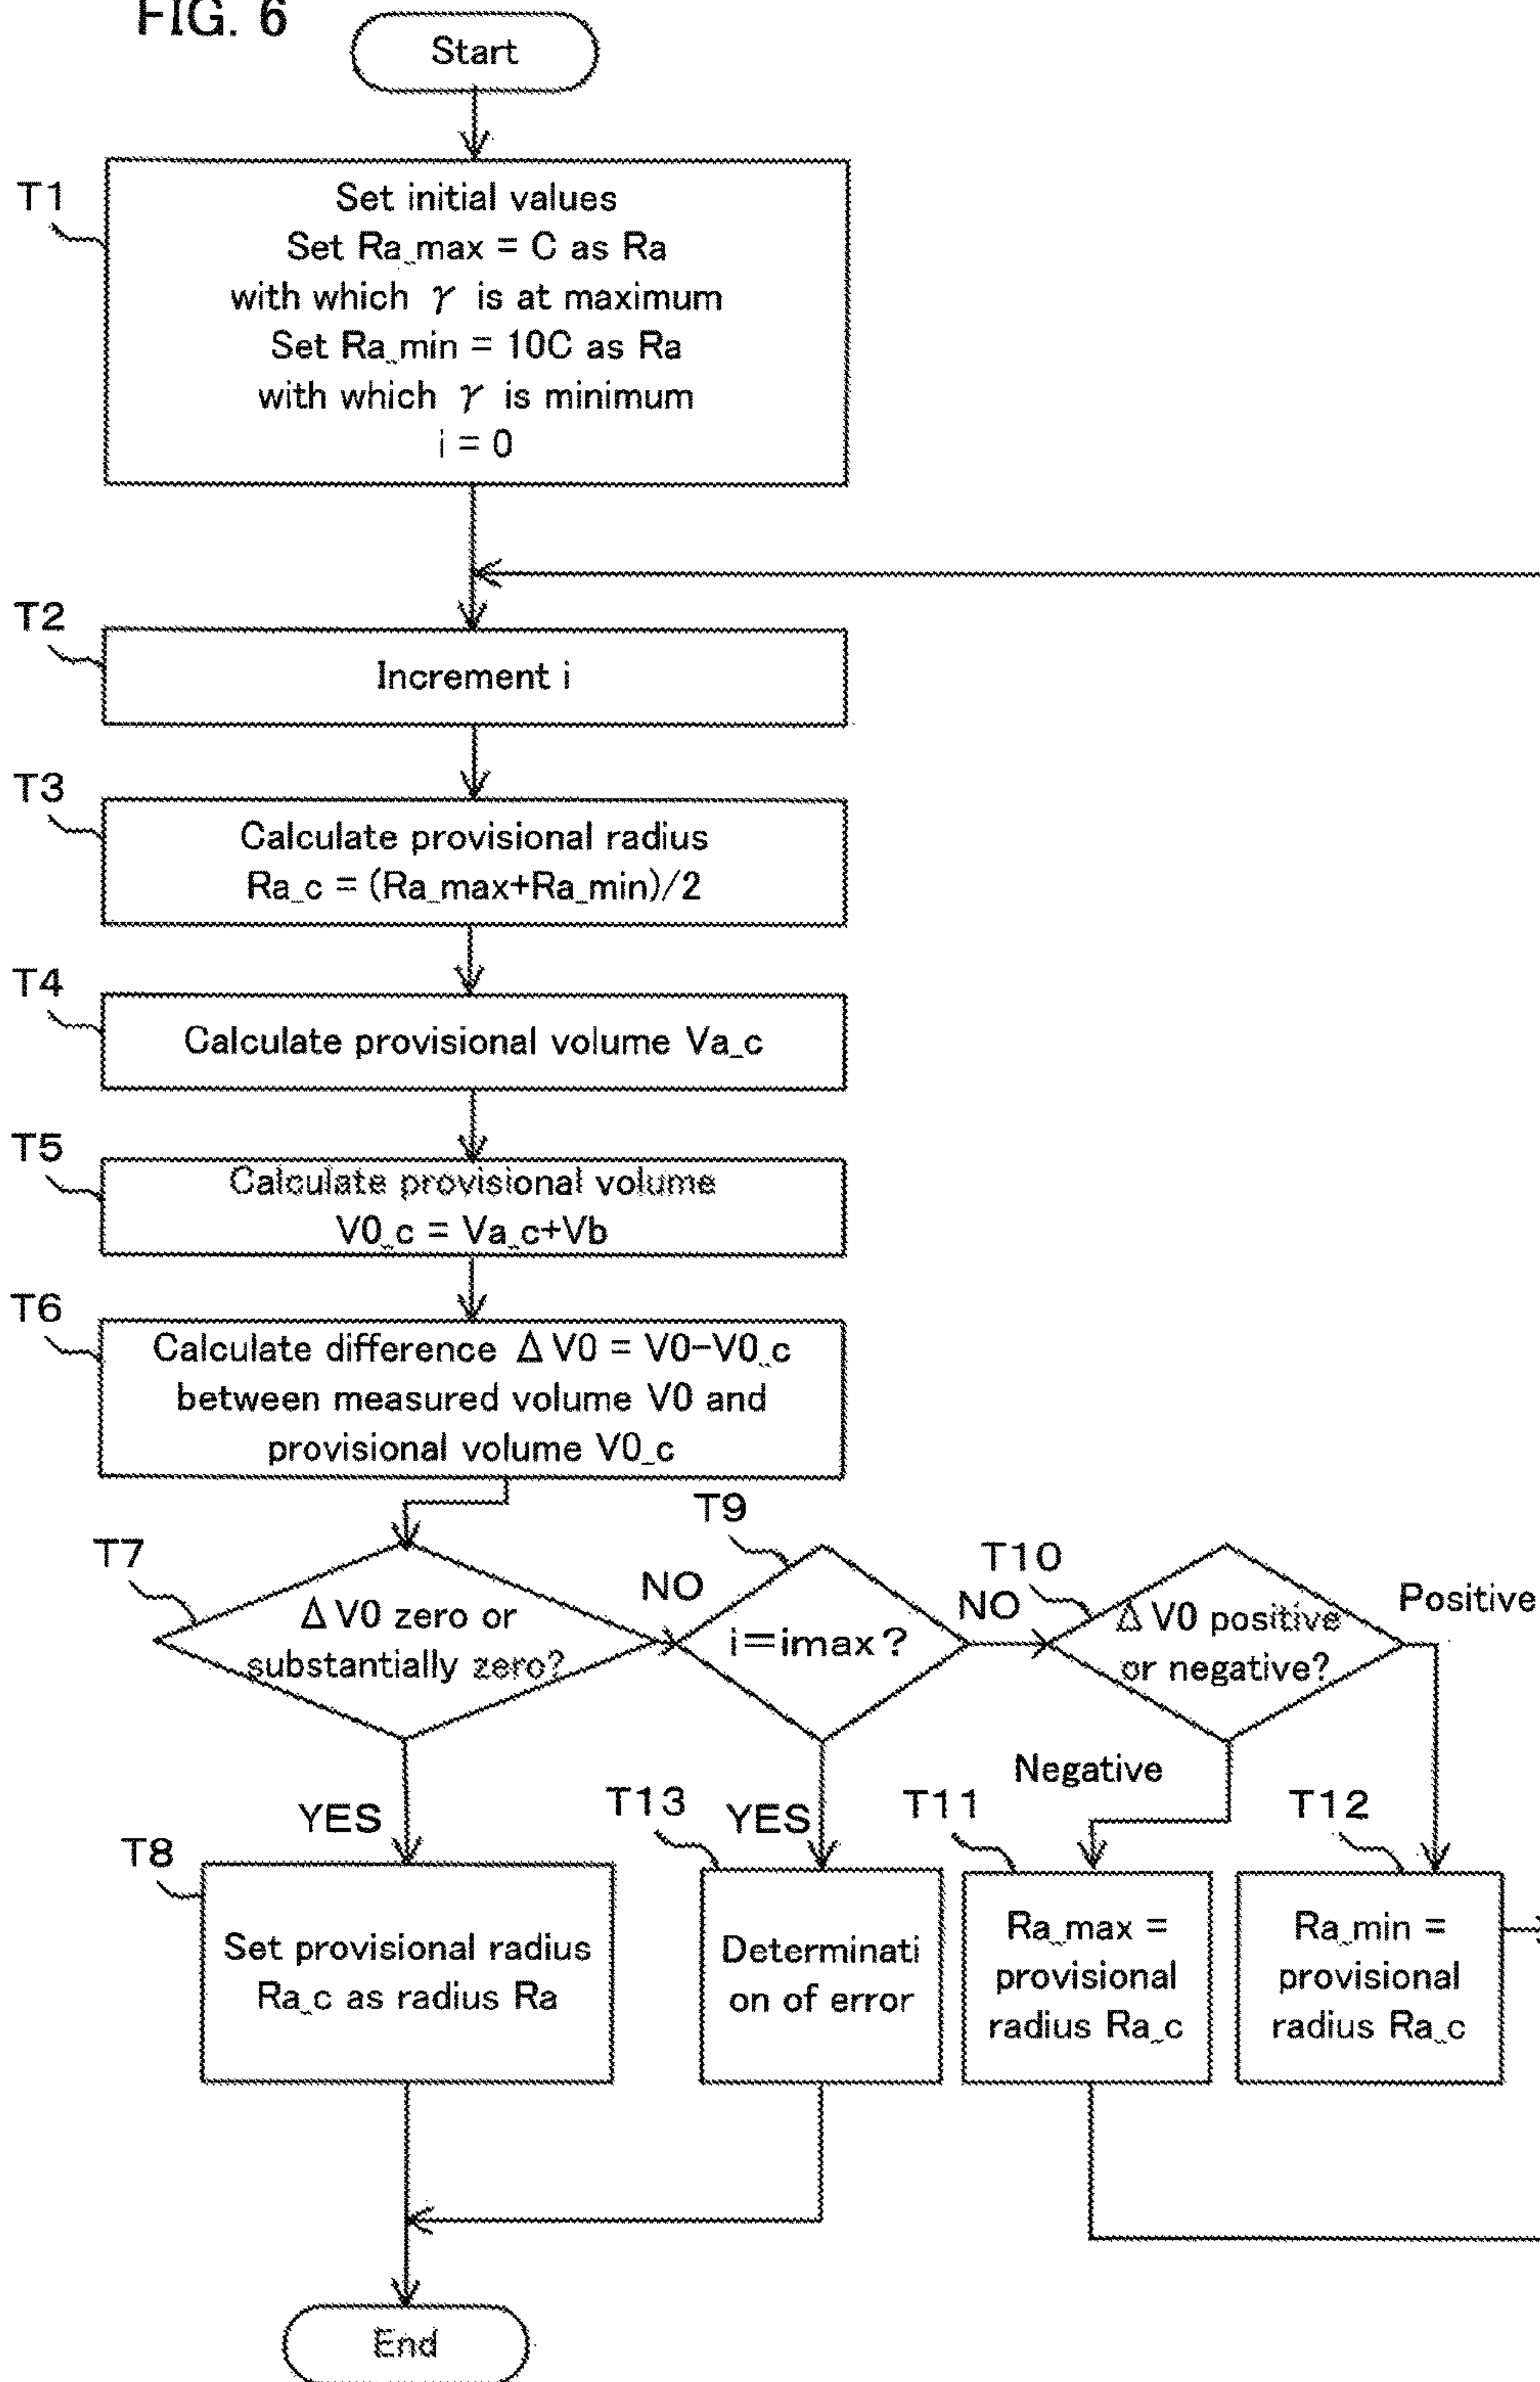 FIG. 6
Start
T1
Set initial values
Set Ra_max = C as Ra
with which γ is at maximum
Set Ra_min = 10C as Ra
with which γ is minimum
i = 0
T2
Increment i
T3
Calculate provisional radius
Ra_c = (Ra_max+Ra_min)/2
T4
Calculate provisional volume Va_c
T5
Calculate provisional volume
V0_c = Va_c+Vb
T6
Calculate difference Δ V0 = V0-V0_c
between measured volume V0 and
provisional volume V0_c
T7
Δ V0 zero or
substantially zero?
NO
T9
i=imax?
NO
T10
Δ V0 positive
or negative?
Positive
Negative
YES
T8
Set provisional radius
Ra_c as radius Ra
T13
YES
Determinati
on of error
T11
Ra_max =
provisional
radius Ra_c
T12
Ra_min =
provisional
radius Ra_c
End